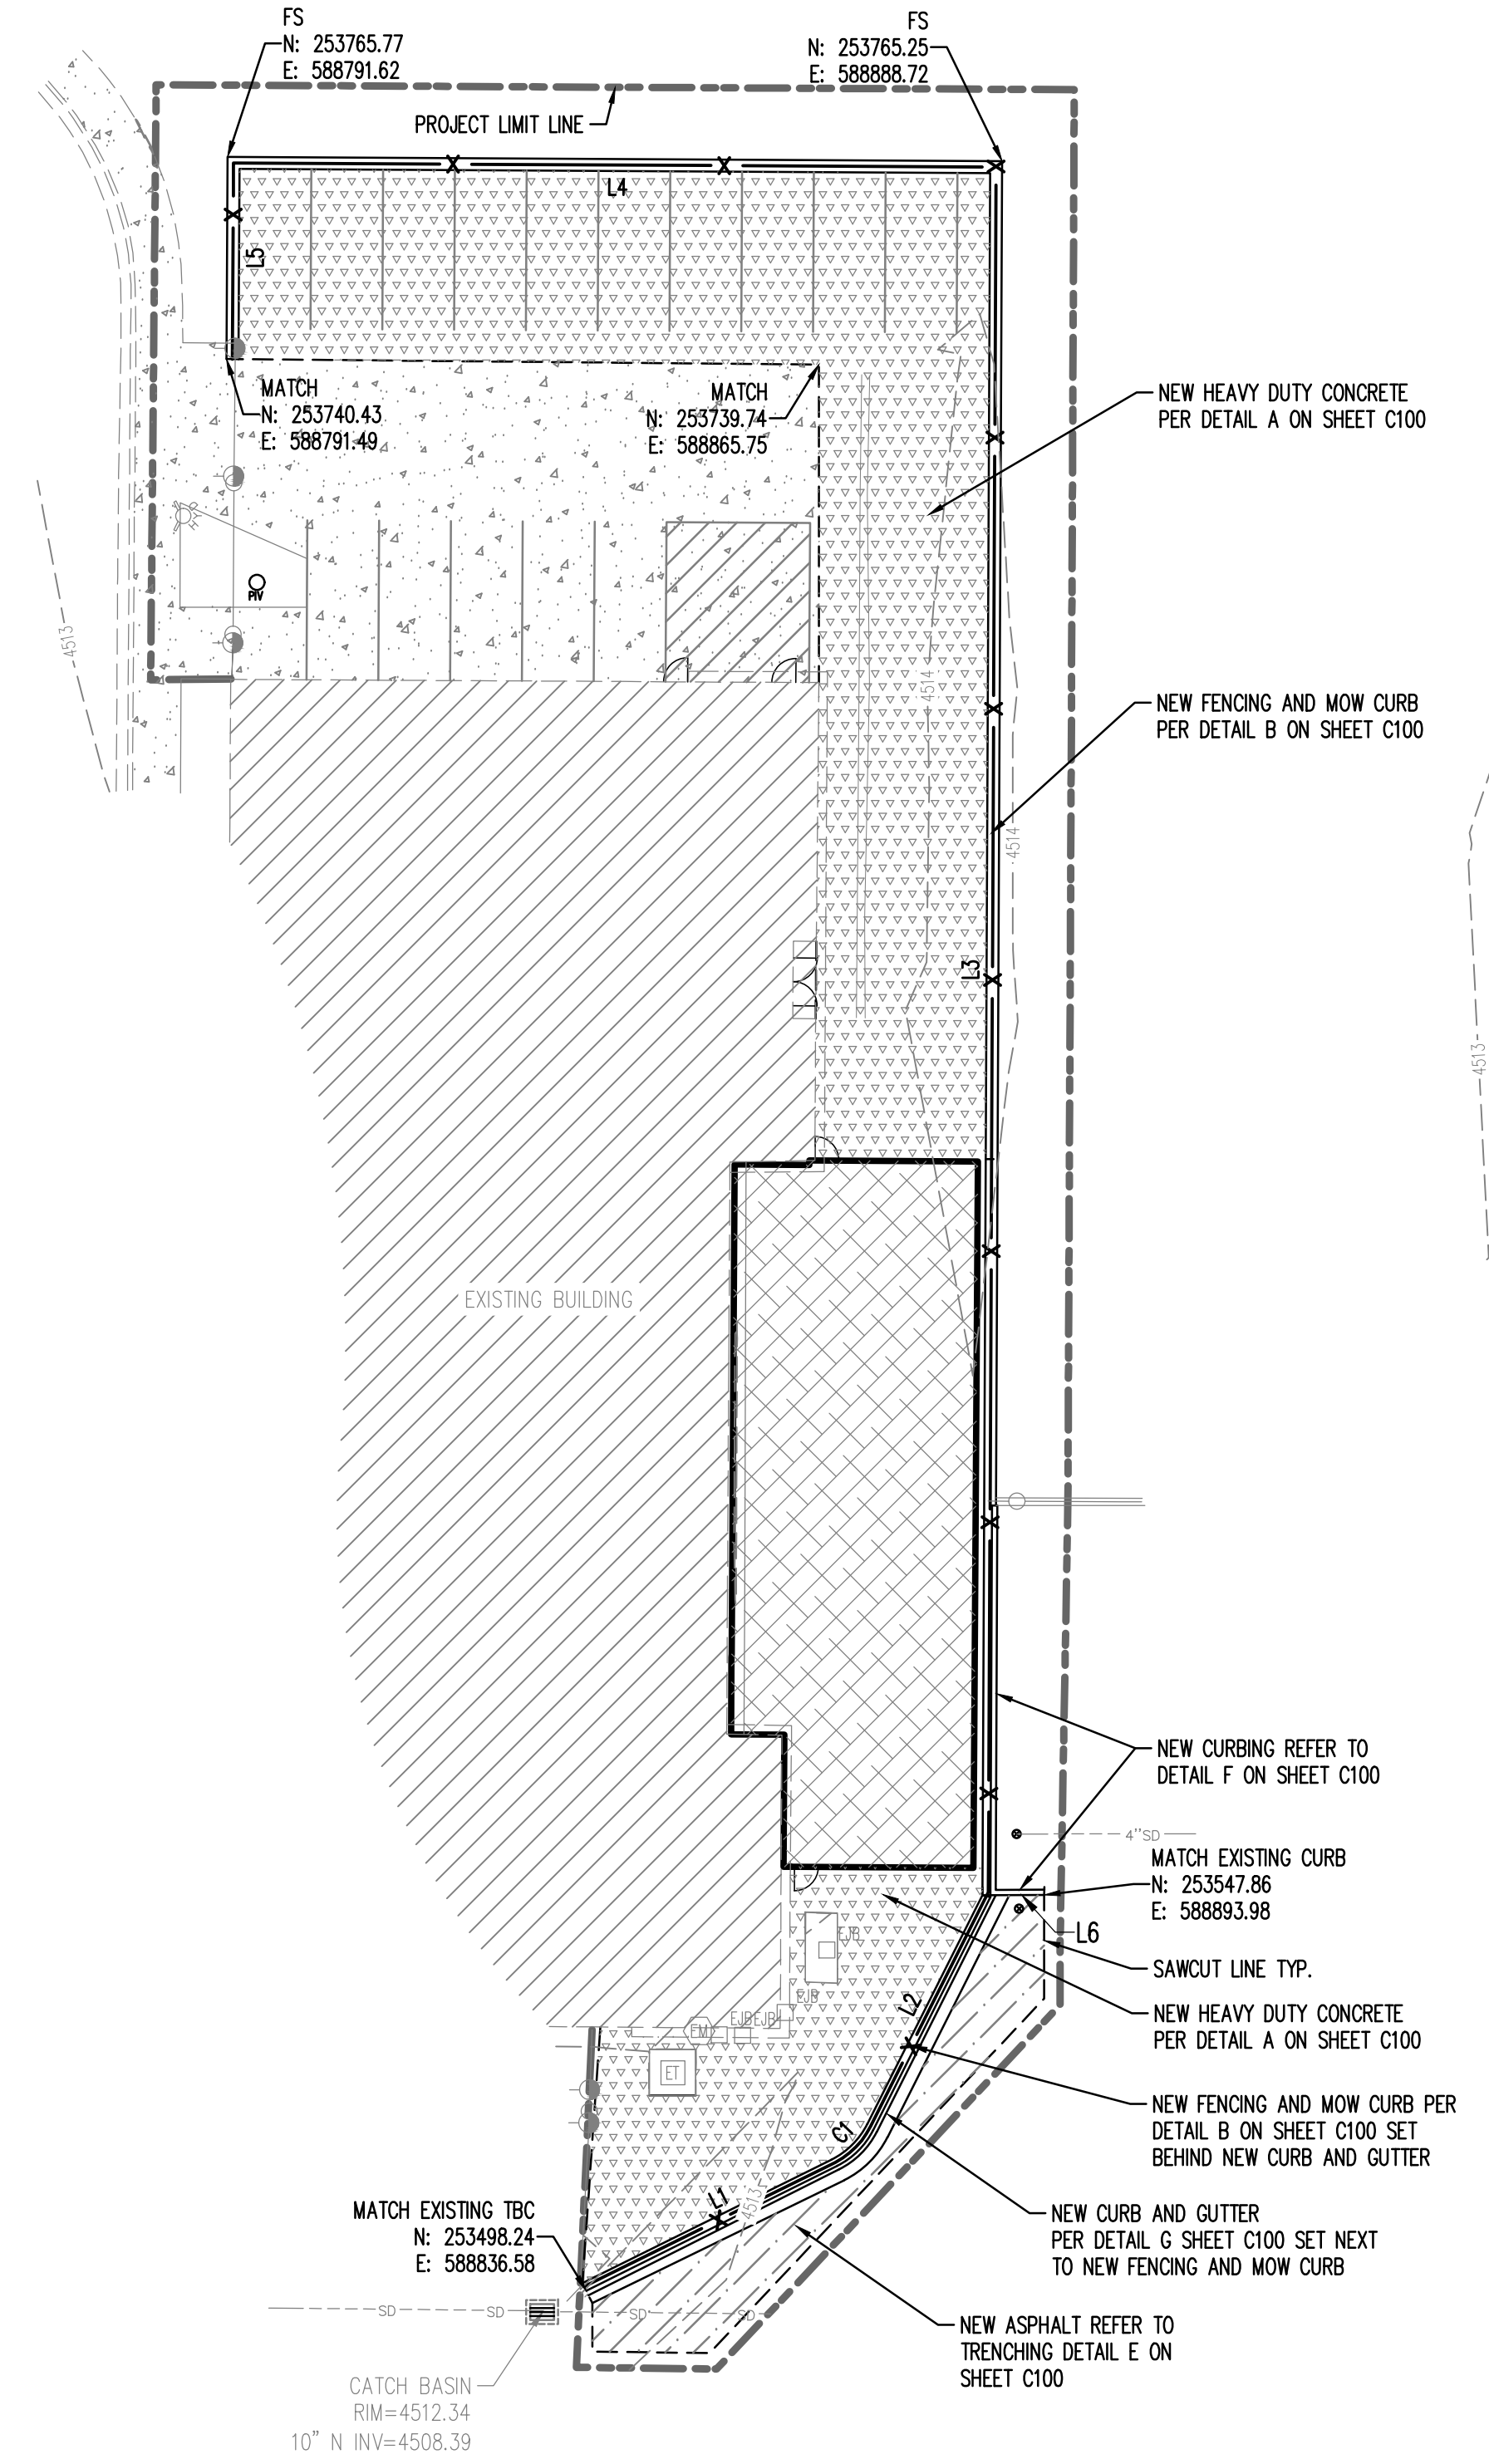 FS
N: 253765.77
E: 588791.62
FS
N: 253765.25
E: 588888.72
PROJECT LIMIT LINE
L4
L5
MATCH
N: 253740.43
E: 588791.49
MATCH
N: 253739.74
E: 588865.75
NEW HEAVY DUTY CONCRETE
PER DETAIL A ON SHEET C100
PIV
4513
4514
NEW FENCING AND MOW CURB
PER DETAIL B ON SHEET C100
4514
L3
4513
EXISTING BUILDING
NEW CURBING REFER TO
DETAIL F ON SHEET C100
4"SD
MATCH EXISTING CURB
N: 253547.86
E: 588893.98
L6
SAWCUT LINE TYP.
EJB
EJB
EJB
EJB
EM
ET
L2
NEW HEAVY DUTY CONCRETE
PER DETAIL A ON SHEET C100
NEW FENCING AND MOW CURB PER
DETAIL B ON SHEET C100 SET
BEHIND NEW CURB AND GUTTER
C1
L1
4513
MATCH EXISTING TBC
N: 253498.24
E: 588836.58
NEW CURB AND GUTTER
PER DETAIL G SHEET C100 SET NEXT
TO NEW FENCING AND MOW CURB
SD
SD
SD
SD
NEW ASPHALT REFER TO
TRENCHING DETAIL E ON
SHEET C100
CATCH BASIN
RIM=4512.34
10" N INV=4508.39